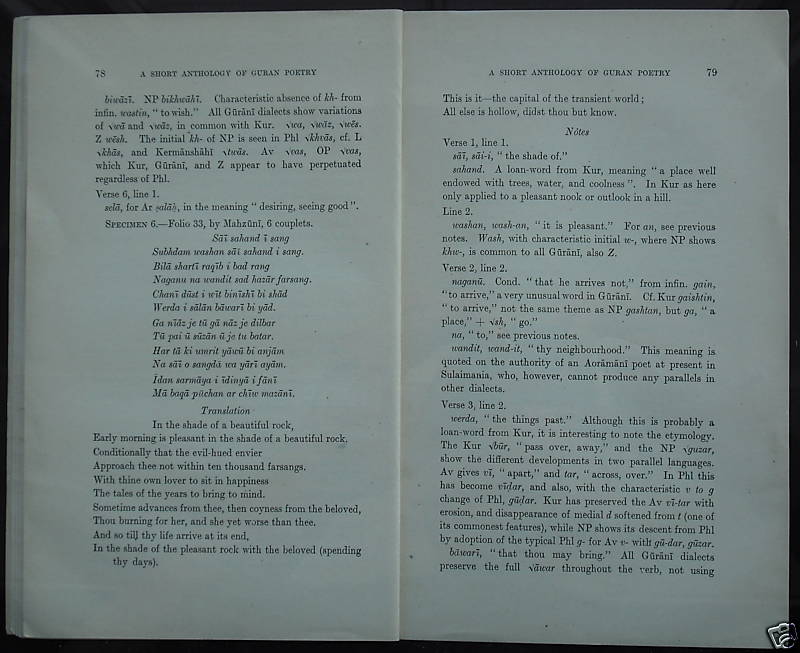 78 A SHORT ANTHOLOGY OF GURAN POETRY
biwāzī. NP bikhwāhī. Characteristic absence of kh- from
infin. wastin, “ to wish.” All Gūrānī dialects show variations
of √wā and √wāz, in common with Kur. √wa, √wāz, √wēs.
Z wēsh. The initial kh- of NP is seen in Phl √khvās, cf. L
√khās, and Kermānshāhī √twās. Av √vas, OP √vas,
which Kur, Gūrānī, and Z appear to have perpetuated
regardless of Phl.
Verse 6, line 1.
selā, for Ar ṣalāḥ, in the meaning “ desiring, seeing good ”.
SPECIMEN 6.—Folio 33, by Mahzūnī, 6 couplets.
Sāī sahand ī sang
Subhdam washan sāī sahand i sang.
Bilā shartī raqīb i bad rang
Naganu na wandit sad hazār farsang.
Chanī dūst i wīt binīshī bi shād
Werda i sālān bāwarī bi yād.
Ga nīāz je tū gā nāz je dilbar
Tū pai ū sūzān ū je tu batar.
Har tā ki umrit yāwū bi anjām
Na sāī o sangdā wa yārī ayām.
Īdan sarmāya i īdinyā i fānī
Mā baqā pūchan ar chīw mazānī.
Translation
In the shade of a beautiful rock,
Early morning is pleasant in the shade of a beautiful rock.
Conditionally that the evil-hued envier
Approach thee not within ten thousand farsangs.
With thine own lover to sit in happiness
The tales of the years to bring to mind.
Sometime advances from thee, then coyness from the beloved,
Thou burning for her, and she yet worse than thee.
And so till thy life arrive at its end,
In the shade of the pleasant rock with the beloved (spending
thy days).
A SHORT ANTHOLOGY OF GURAN POETRY 79
This is it—the capital of the transient world ;
All else is hollow, didst thou but know.
Notes
Verse 1, line 1.
sāī, sāi-i, “ the shade of.”
sahand. A loan-word from Kur, meaning “ a place well
endowed with trees, water, and coolness ”. In Kur as here
only applied to a pleasant nook or outlook in a hill.
Line 2.
washan, wash-an, “ it is pleasant.” For an, see previous
notes. Wash, with characteristic initial w-, where NP shows
khw-, is common to all Gūrānī, also Z.
Verse 2, line 2.
naganū. Cond. “ that he arrives not,” from infin. gain,
“ to arrive,” a very unusual word in Gūrānī. Cf. Kur gaishtin,
“ to arrive,” not the same theme as NP gashtan, but ga, “ a
place,” + √sh, “ go.”
na, “ to,” see previous notes.
wandit, wand-it, “ thy neighbourhood.” This meaning is
quoted on the authority of an Aorāmānī poet at present in
Sulaimania, who, however, cannot produce any parallels in
other dialects.
Verse 3, line 2.
werda, “ the things past.” Although this is probably a
loan-word from Kur, it is interesting to note the etymology.
The Kur √būr, “ pass over, away,” and the NP √guzar,
show the different developments in two parallel languages.
Av gives vī, “ apart,” and tar, “ across, over.” In Phl this
has become vīdar, and also, with the characteristic v to g
change of Phl, gūdar. Kur has preserved the Av vī-tar with
erosion, and disappearance of medial d softened from t (one of
its commonest features), while NP shows its descent from Phl
by adoption of the typical Phl g- for Av v- with gū-dar, gūzar.
bāwarī, “ that thou may bring.” All Gūrānī dialects
preserve the full √āwar throughout the verb, not using